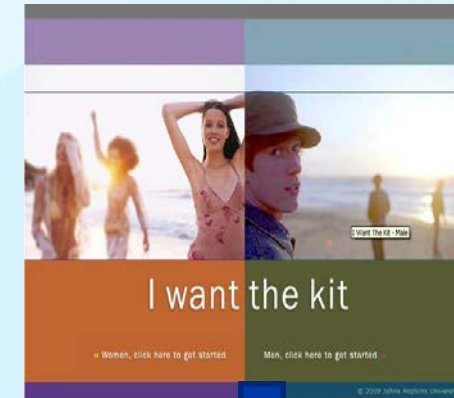 I Want The Kit - Male
I want the kit
Women, click here to get started
Men, click here to get started
© 2009 Johns Hopkins University